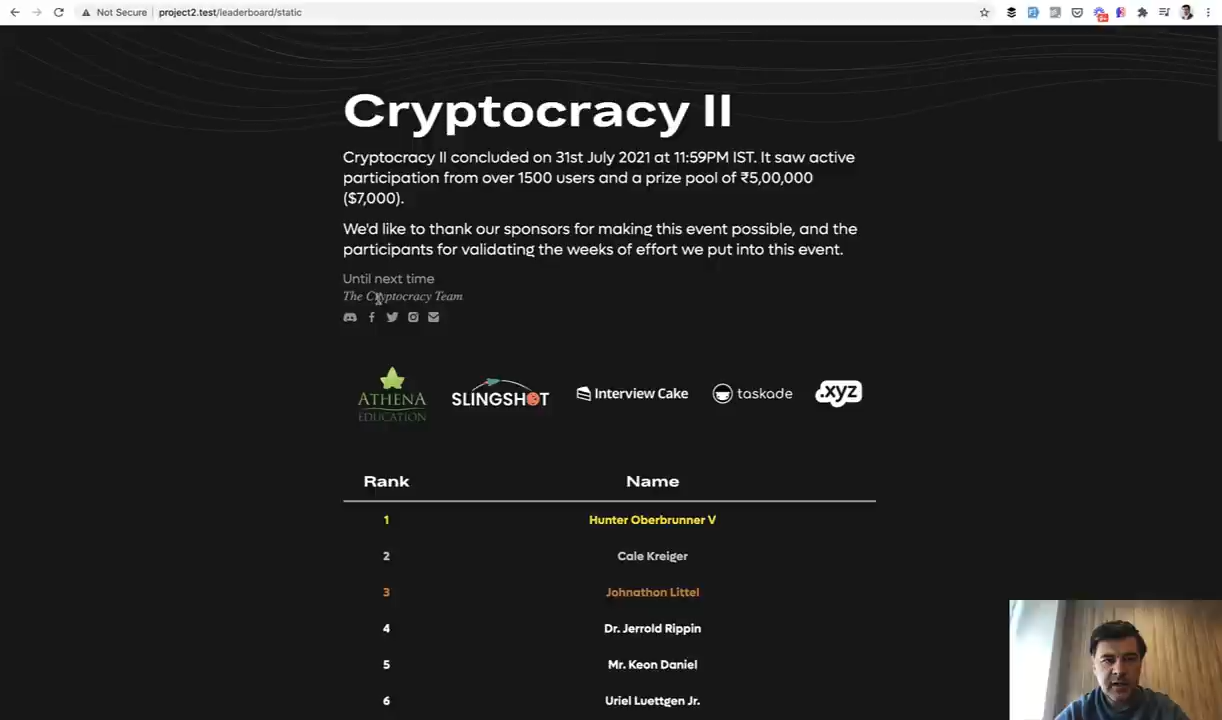 Not Secure
project2.test/leaderboard/static
Cryptocracy II
Cryptocracy II concluded on 31st July 2021 at 11:59PM IST. It saw active
participation from over 1500 users and a prize pool of ₹5,00,000
($7,000).
We'd like to thank our sponsors for making this event possible, and the
participants for validating the weeks of effort we put into this event.
Until next time
The Cryptocracy Team
ATHENA
EDUCATION
SLINGSHOT
Interview Cake
taskade
.xyz
Rank Name
1 Hunter Oberbrunner V
2 Cale Kreiger
3 Johnathon Littel
4 Dr. Jerrold Rippin
5 Mr. Keon Daniel
6 Uriel Luettgen Jr.